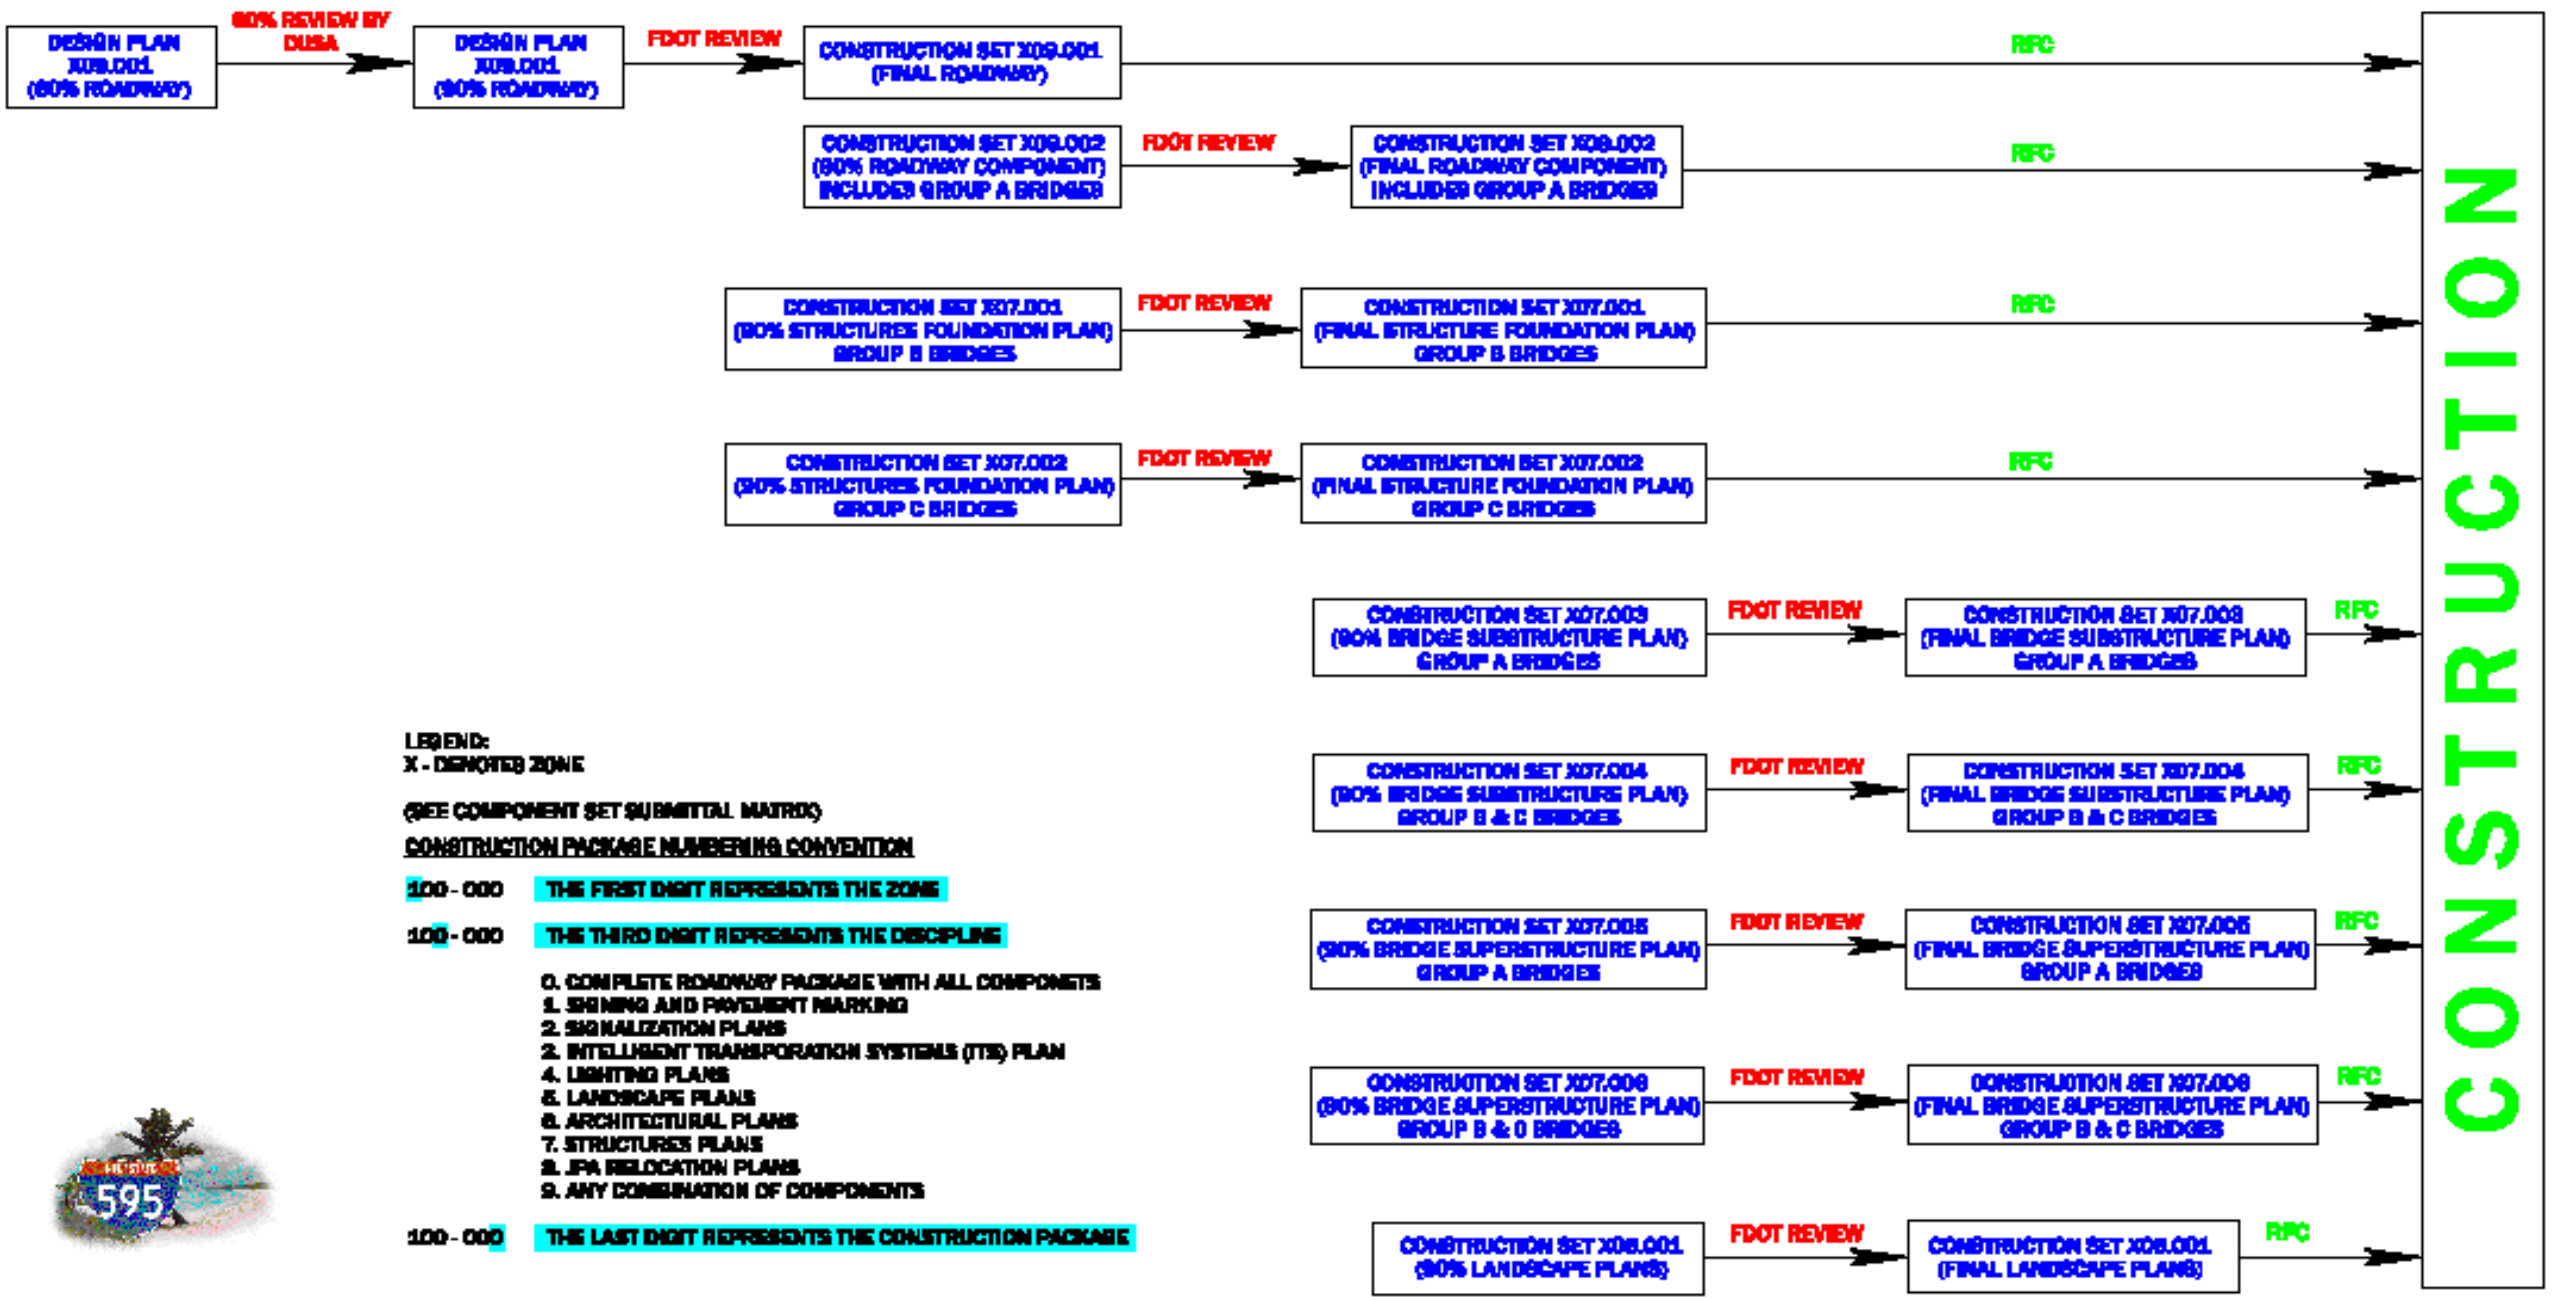 60% REVIEW BY
DUSA
DESIGN PLAN
X09.001
(60% ROADWAY)
DESIGN PLAN
X09.001
(90% ROADWAY)
FDOT REVIEW
CONSTRUCTION SET X09.001
(FINAL ROADWAY)
RFC
CONSTRUCTION SET X09.002
(90% ROADWAY COMPONENT)
INCLUDES GROUP A BRIDGES
FDOT REVIEW
CONSTRUCTION SET X09.002
(FINAL ROADWAY COMPONENT)
INCLUDES GROUP A BRIDGES
RFC
CONSTRUCTION SET X07.001
(90% STRUCTURES FOUNDATION PLAN)
GROUP B BRIDGES
FDOT REVIEW
CONSTRUCTION SET X07.001
(FINAL STRUCTURE FOUNDATION PLAN)
GROUP B BRIDGES
RFC
CONSTRUCTION SET X07.002
(90% STRUCTURES FOUNDATION PLAN)
GROUP C BRIDGES
FDOT REVIEW
CONSTRUCTION SET X07.002
(FINAL STRUCTURE FOUNDATION PLAN)
GROUP C BRIDGES
RFC
CONSTRUCTION SET X07.003
(90% BRIDGE SUBSTRUCTURE PLAN)
GROUP A BRIDGES
FDOT REVIEW
CONSTRUCTION SET X07.003
(FINAL BRIDGE SUBSTRUCTURE PLAN)
GROUP A BRIDGES
RFC
CONSTRUCTION SET X07.004
(90% BRIDGE SUBSTRUCTURE PLAN)
GROUP B & C BRIDGES
FDOT REVIEW
CONSTRUCTION SET X07.004
(FINAL BRIDGE SUBSTRUCTURE PLAN)
GROUP B & C BRIDGES
RFC
CONSTRUCTION SET X07.005
(90% BRIDGE SUPERSTRUCTURE PLAN)
GROUP A BRIDGES
FDOT REVIEW
CONSTRUCTION SET X07.005
(FINAL BRIDGE SUPERSTRUCTURE PLAN)
GROUP A BRIDGES
RFC
CONSTRUCTION SET X07.006
(90% BRIDGE SUPERSTRUCTURE PLAN)
GROUP B & C BRIDGES
FDOT REVIEW
CONSTRUCTION SET X07.006
(FINAL BRIDGE SUPERSTRUCTURE PLAN)
GROUP B & C BRIDGES
RFC
CONSTRUCTION SET
(90% LANDSCAPE PLANS)
FDOT REVIEW
CONSTRUCTION SET
(FINAL LANDSCAPE PLANS)
RFC
CONSTRUCTION
LEGEND:
X - DENOTES ZONE
(SEE COMPONENT SET SUBMITTAL MATRIX)
CONSTRUCTION PACKAGE NUMBERING CONVENTION
100 - 000 THE FIRST DIGIT REPRESENTS THE ZONE
100 - 000 THE THIRD DIGIT REPRESENTS THE DISCIPLINE
0. COMPLETE ROADWAY PACKAGE WITH ALL COMPONETS
1. SIGNING AND PAVEMENT MARKING
2. SIGNALIZATION PLANS
3. INTELLIGENT TRANSPORATION SYSTEMS (ITS) PLAN
4. LIGHTING PLANS
5. LANDSCAPE PLANS
6. ARCHITECTURAL PLANS
7. STRUCTURES PLANS
8. JPA RELOCATION PLANS
9. ANY COMBINATION OF COMPONENTS
100 - 000 THE LAST DIGIT REPRESENTS THE CONSTRUCTION PACKAGE
595